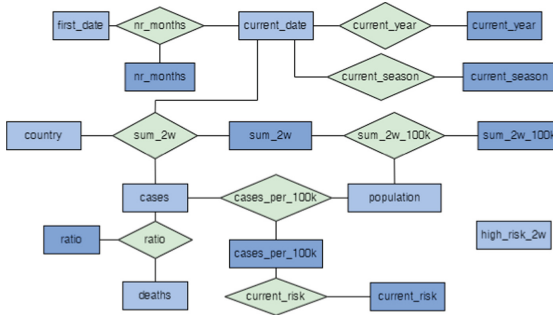 first_date
nr_months
current_date
current_year
current_year
nr_months
current_season
current_season
country
sum_2w
sum_2w
sum_2w_100k
sum_2w_100k
cases
cases_per_100k
population
ratio
ratio
cases_per_100k
high_risk_2w
deaths
current_risk
current_risk